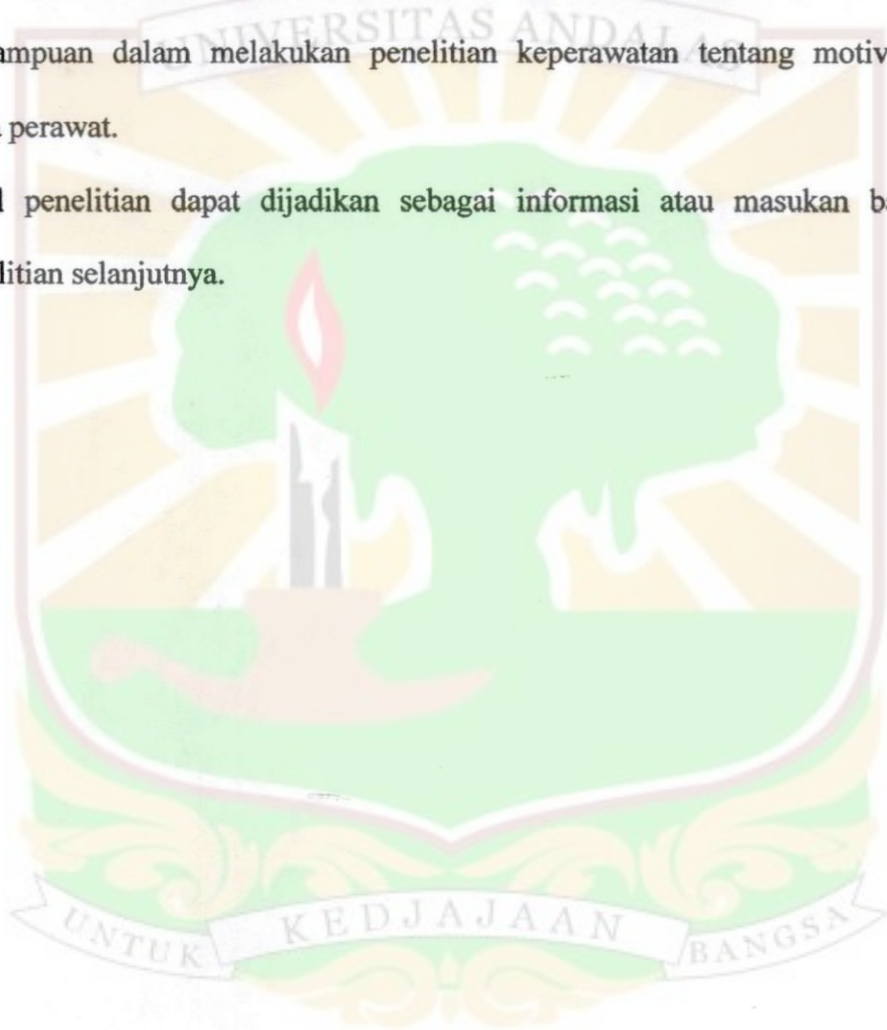 UNIVERSITAS ANDALAS
ampuan dalam melakukan penelitian keperawatan tentang motiv
perawat.
penelitian dapat dijadikan sebagai informasi atau masukan ba
litian selanjutnya.
UNTUK KEDJAJAAN BANGSA